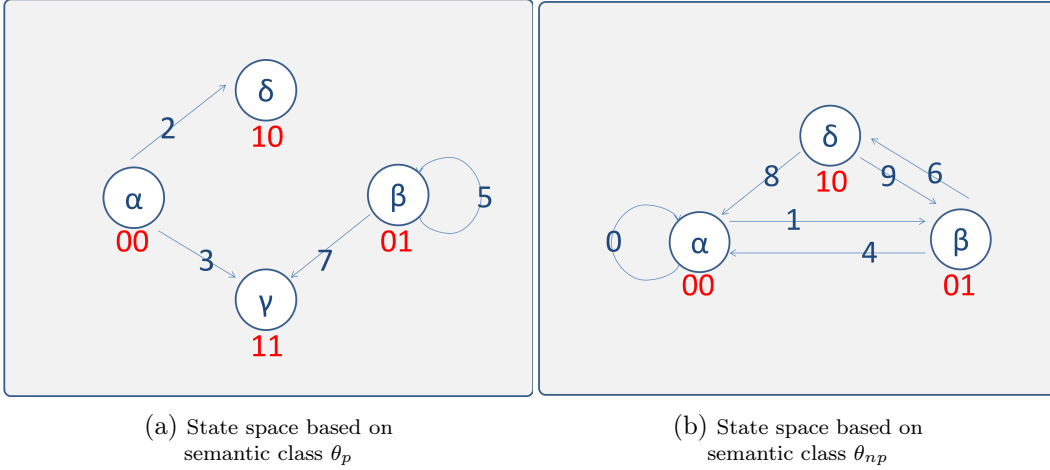 δ
10
2
α
00
β
01
5
3
7
γ
11
δ
10
8
9
6
0
α
00
1
4
β
01
(a) State space based on
semantic class θp
(b) State space based on
semantic class θnp